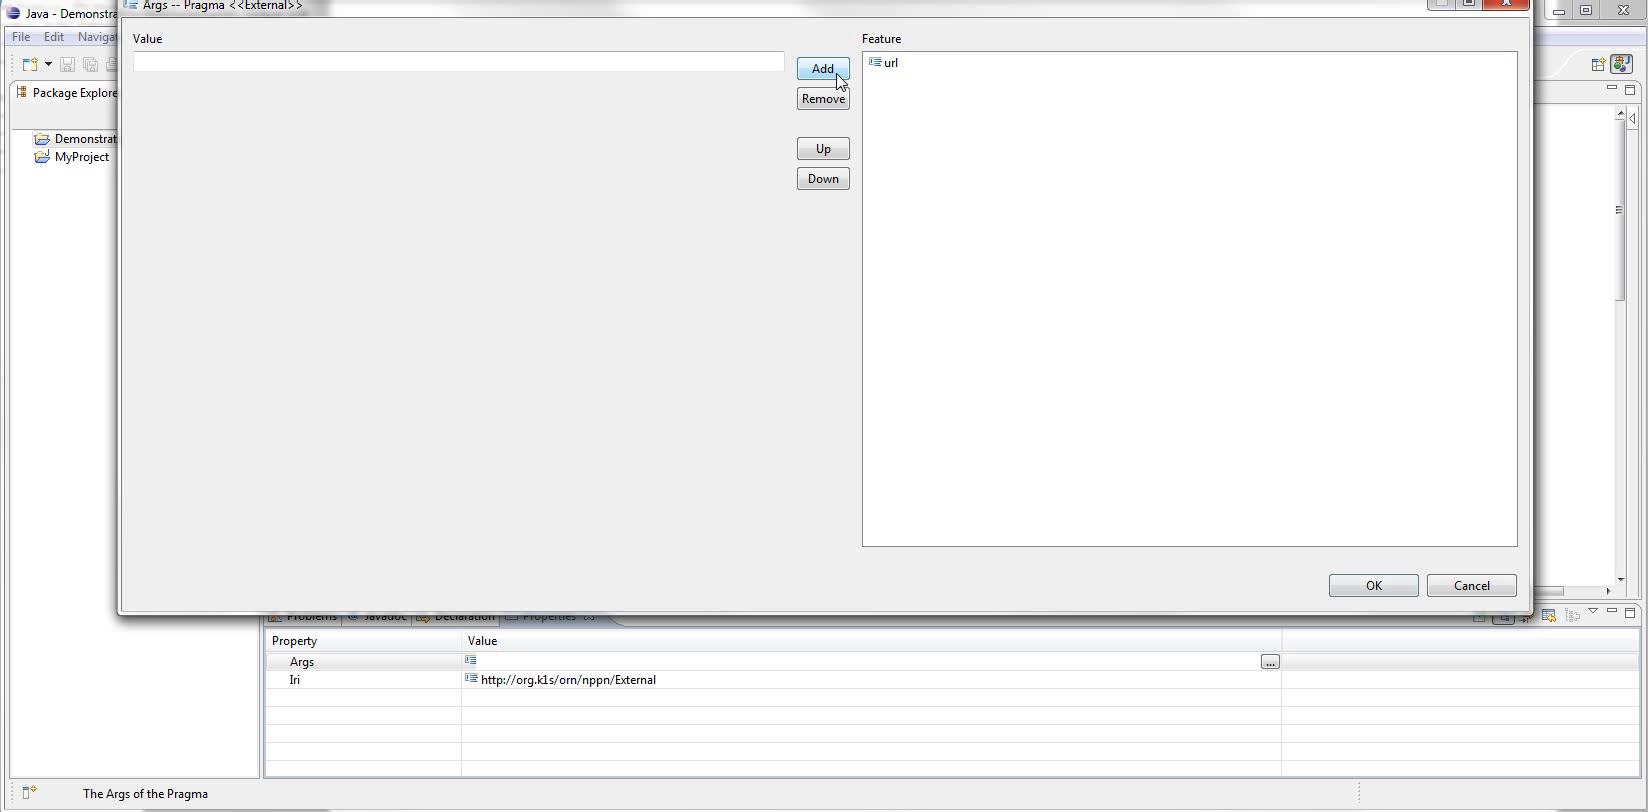 Args -- Pragma <<External>>
Java - Demonstra
File Edit Navigat
Value
Feature
url
Add
Remove
Up
Down
Package Explore
Demonstrat
MyProject
OK
Cancel
Problems
Javadoc
Declaration
Properties
Property
Value
Args
...
Iri
http://org.k1s/orn/nppn/External
The Args of the Pragma